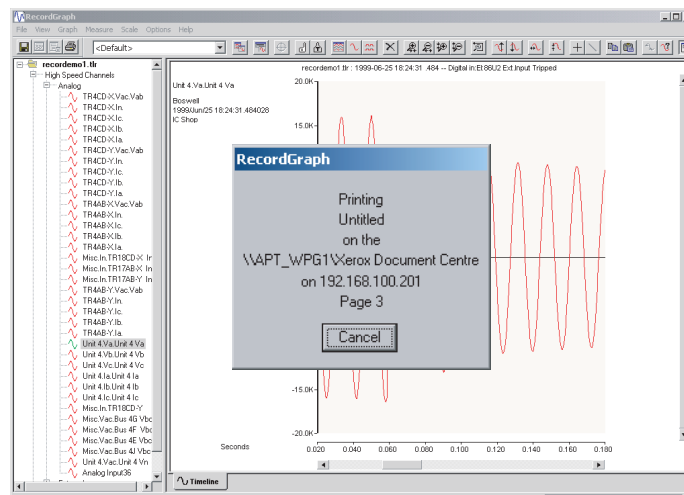 RecordGraph
File View Graph Measure Scale Options Help
<Default>
recordemo1.tlr
High Speed Channels
Analog
TR4CD-X.Vac.Vab
TR4CD-X.In.
TR4CD-X.Ic.
TR4CD-X.Ib.
TR4CD-X.Ia.
TR4CD-Y.Vac.Vab
TR4CD-Y.In.
TR4CD-Y.Ic.
TR4CD-Y.Ib.
TR4CD-Y.Ia.
TR4AB-X.Vac.Vab
TR4AB-X.In.
TR4AB-X.Ic.
TR4AB-X.Ib.
TR4AB-X.Ia.
Misc.In.TR18CD-X In
Misc.In.TR17AB-X In
Misc.In.TR17AB-Y In
TR4AB-Y.Vac.Vab
TR4AB-Y.In.
TR4AB-Y.Ic.
TR4AB-Y.Ib.
TR4AB-Y.Ia.
Unit 4.Va.Unit 4 Va
Unit 4.Vb.Unit 4 Vb
Unit 4.Vc.Unit 4 Vc
Unit 4.Ia.Unit 4 Ia
Unit 4.Ib.Unit 4 Ib
Unit 4.Ic.Unit 4 Ic
Misc.In.TR18CD-Y
Misc.Vac.Bus 4G Vbc
Misc.Vac.Bus 4F Vbc
Misc.Vac.Bus 4E Vbc
Misc.Vac.Bus 4J Vbc
Unit 4.Vac.Unit 4 Vn
Analog Input36
recordemo1.tlr : 1999-06-25 18:24:31 .484 -- Digital in:Et:86U2 Ext.Input Tripped
Unit 4.Va.Unit 4 Va
Boswell
1999/Jun/25 18:24:31.484028
IC Shop
20.0K
15.0K
-15.0K
-20.0K
Seconds
0.020 0.040 0.060 0.080 0.100 0.120 0.140 0.160 0.180
Timeline
RecordGraph
Printing
Untitled
on the
\\APT_WPG1\Xerox Document Centre
on 192.168.100.201
Page 3
Cancel